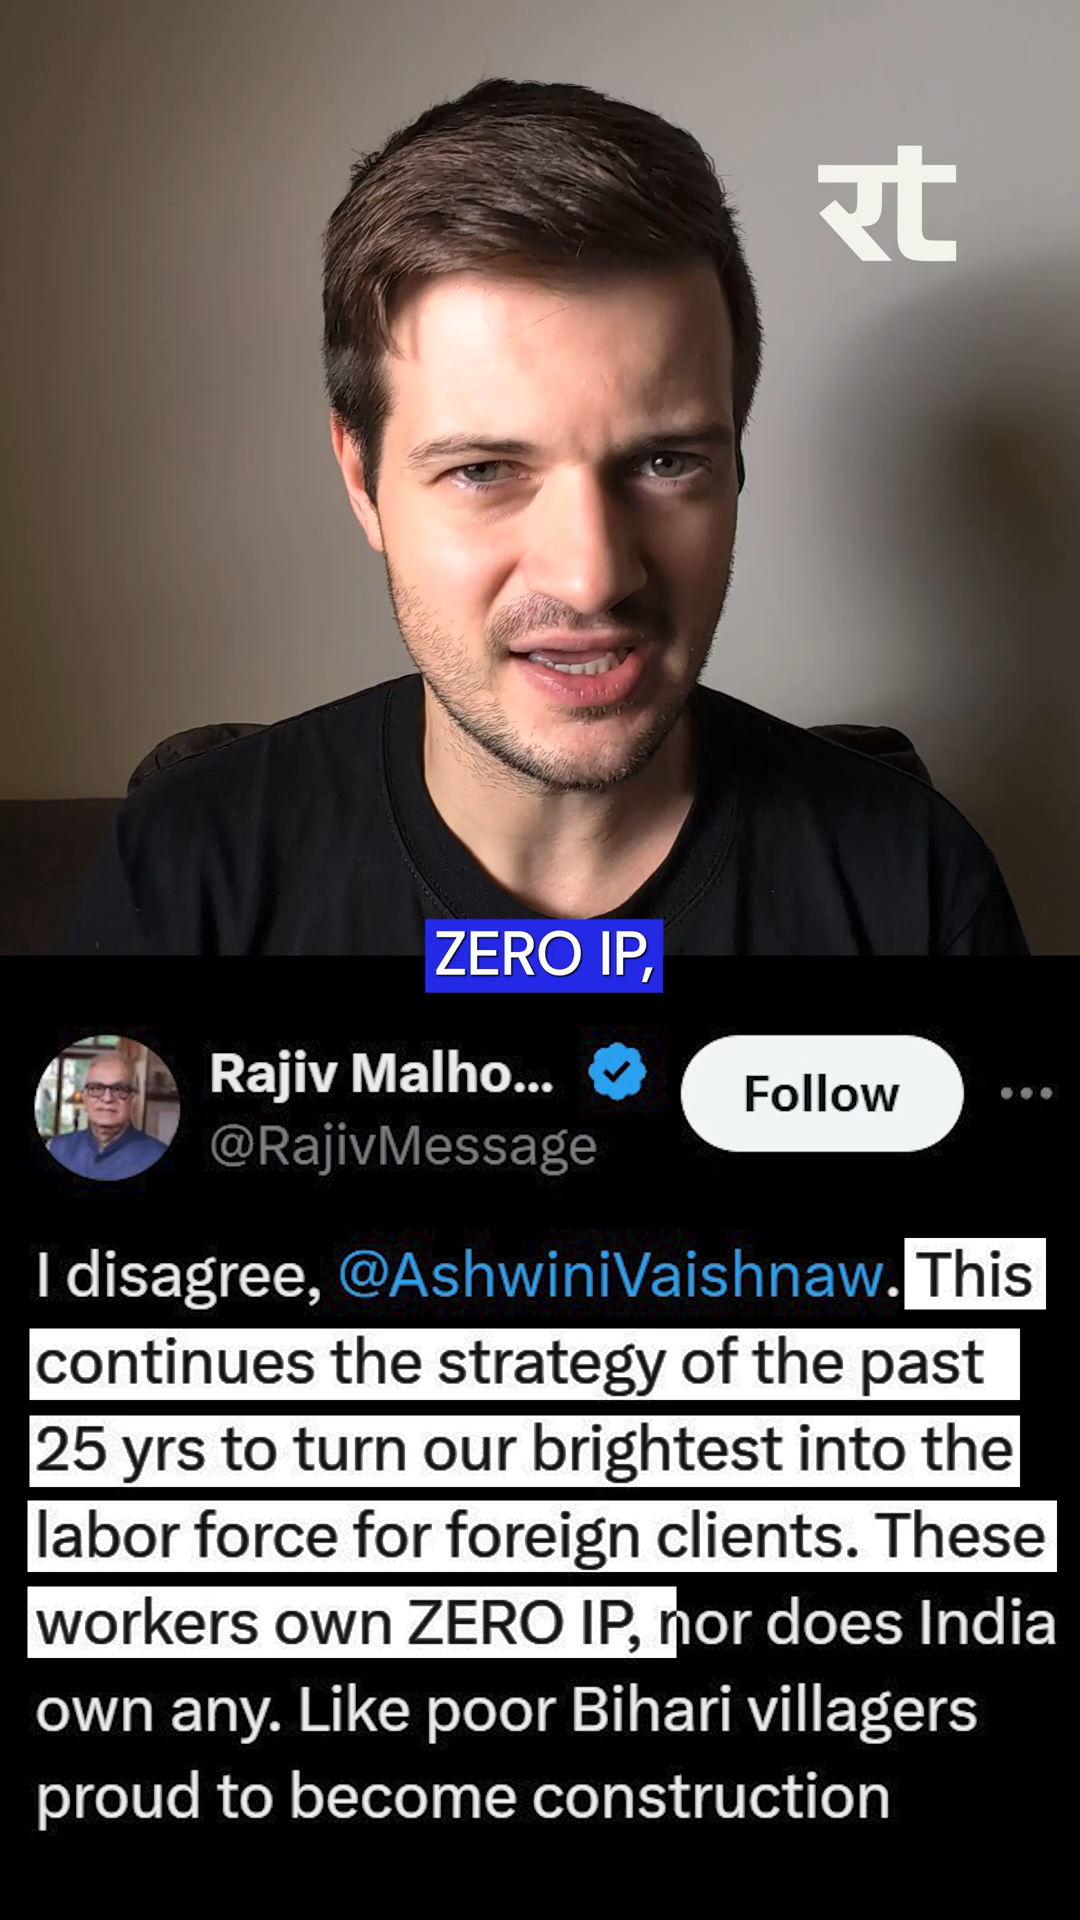 रt
ZERO IP,
Rajiv Malho...
Follow
@RajivMessage
I disagree, @AshwiniVaishnaw. This
continues the strategy of the past
25 yrs to turn our brightest into the
labor force for foreign clients. These
workers own ZERO IP, nor does India
own any. Like poor Bihari villagers
proud to become construction